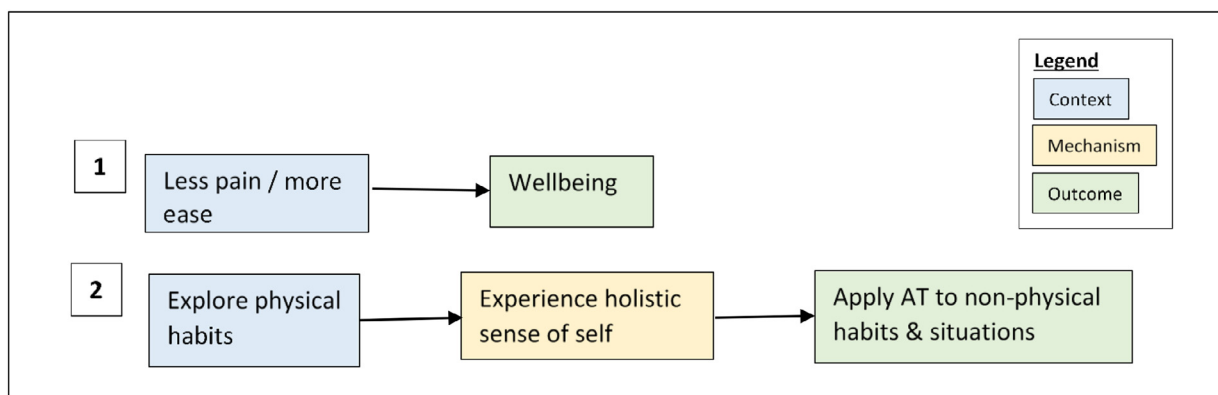 Legend
Context
Mechanism
Outcome
1
Less pain / more
ease
Wellbeing
2
Explore physical
habits
Experience holistic
sense of self
Apply AT to non-physical
habits & situations